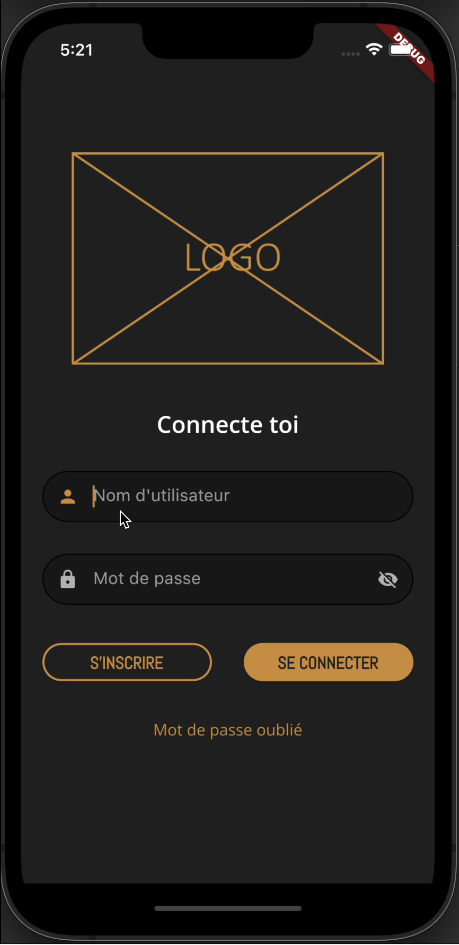 5:21
DEBUG
LOGO
Connecte toi
Nom d'utilisateur
Mot de passe
S'INSCRIRE
SE CONNECTER
Mot de passe oublié